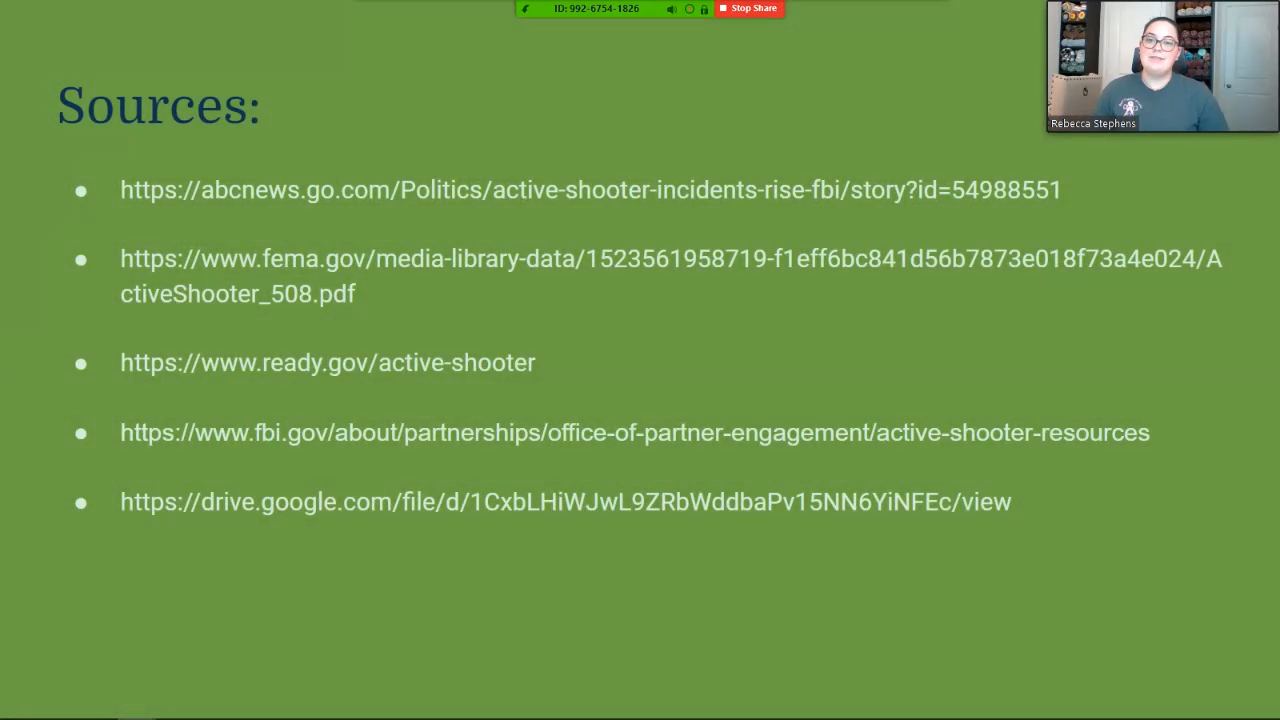 ID: 992-6754-1826
Stop Share
Rebecca Stephens
Sources:
● https://abcnews.go.com/Politics/active-shooter-incidents-rise-fbi/story?id=54988551
● https://www.fema.gov/media-library-data/1523561958719-f1eff6bc841d56b7873e018f73a4e024/A
ctiveShooter_508.pdf
● https://www.ready.gov/active-shooter
● https://www.fbi.gov/about/partnerships/office-of-partner-engagement/active-shooter-resources
● https://drive.google.com/file/d/1CxbLHiWJwL9ZRbWddbaPv15NN6YiNFEc/view